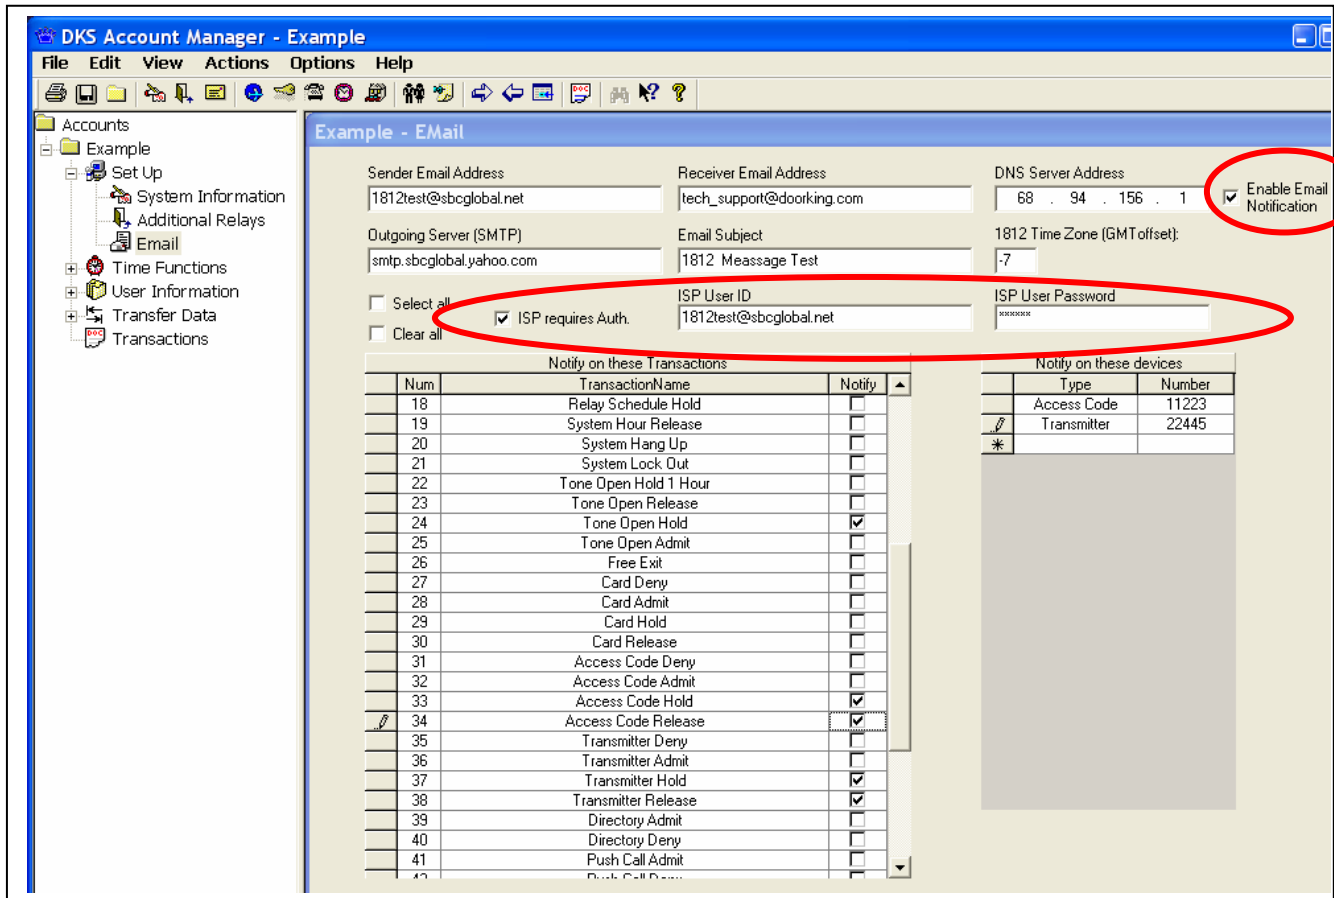 DKS Account Manager - Example
File Edit View Actions Options Help
Accounts
Example
Set Up
System Information
Additional Relays
Email
Time Functions
User Information
Transfer Data
Transactions
Example - EMail
Sender Email Address Receiver Email Address DNS Server Address
1812test@sbcglobal.net tech_support@doorking.com 68 . 94 . 156 . 1
Enable Email
Notification
Outgoing Server (SMTP) Email Subject 1812 Time Zone (GMT offset):
smtp.sbcglobal.yahoo.com 1812 Meassage Test -7
Select all
Clear all
ISP requires Auth.
ISP User ID ISP User Password
1812test@sbcglobal.net ******
Notify on these Transactions
Num TransactionName Notify
18 Relay Schedule Hold
19 System Hour Release
20 System Hang Up
21 System Lock Out
22 Tone Open Hold 1 Hour
23 Tone Open Release
24 Tone Open Hold
25 Tone Open Admit
26 Free Exit
27 Card Deny
28 Card Admit
29 Card Hold
30 Card Release
31 Access Code Deny
32 Access Code Admit
33 Access Code Hold
34 Access Code Release
35 Transmitter Deny
36 Transmitter Admit
37 Transmitter Hold
38 Transmitter Release
39 Directory Admit
40 Directory Deny
41 Push Call Admit
Notify on these devices
Type Number
Access Code 11223
Transmitter 22445